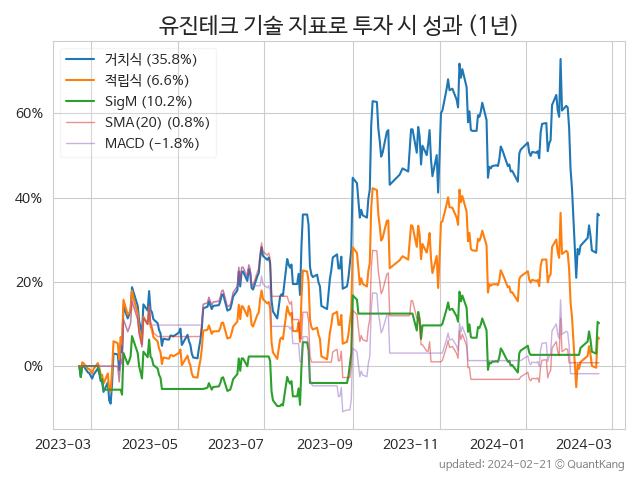 유진테크 기술 지표로 투자 시 성과 (1년)
거치식 (35.8%)
적립식 (6.6%)
SigM (10.2%)
SMA(20) (0.8%)
MACD (−1.8%)
60%
40%
20%
0%
2023-03 2023-05 2023-07 2023-09 2023-11 2024-01 2024-03
updated: 2024-02-21 © QuantKang